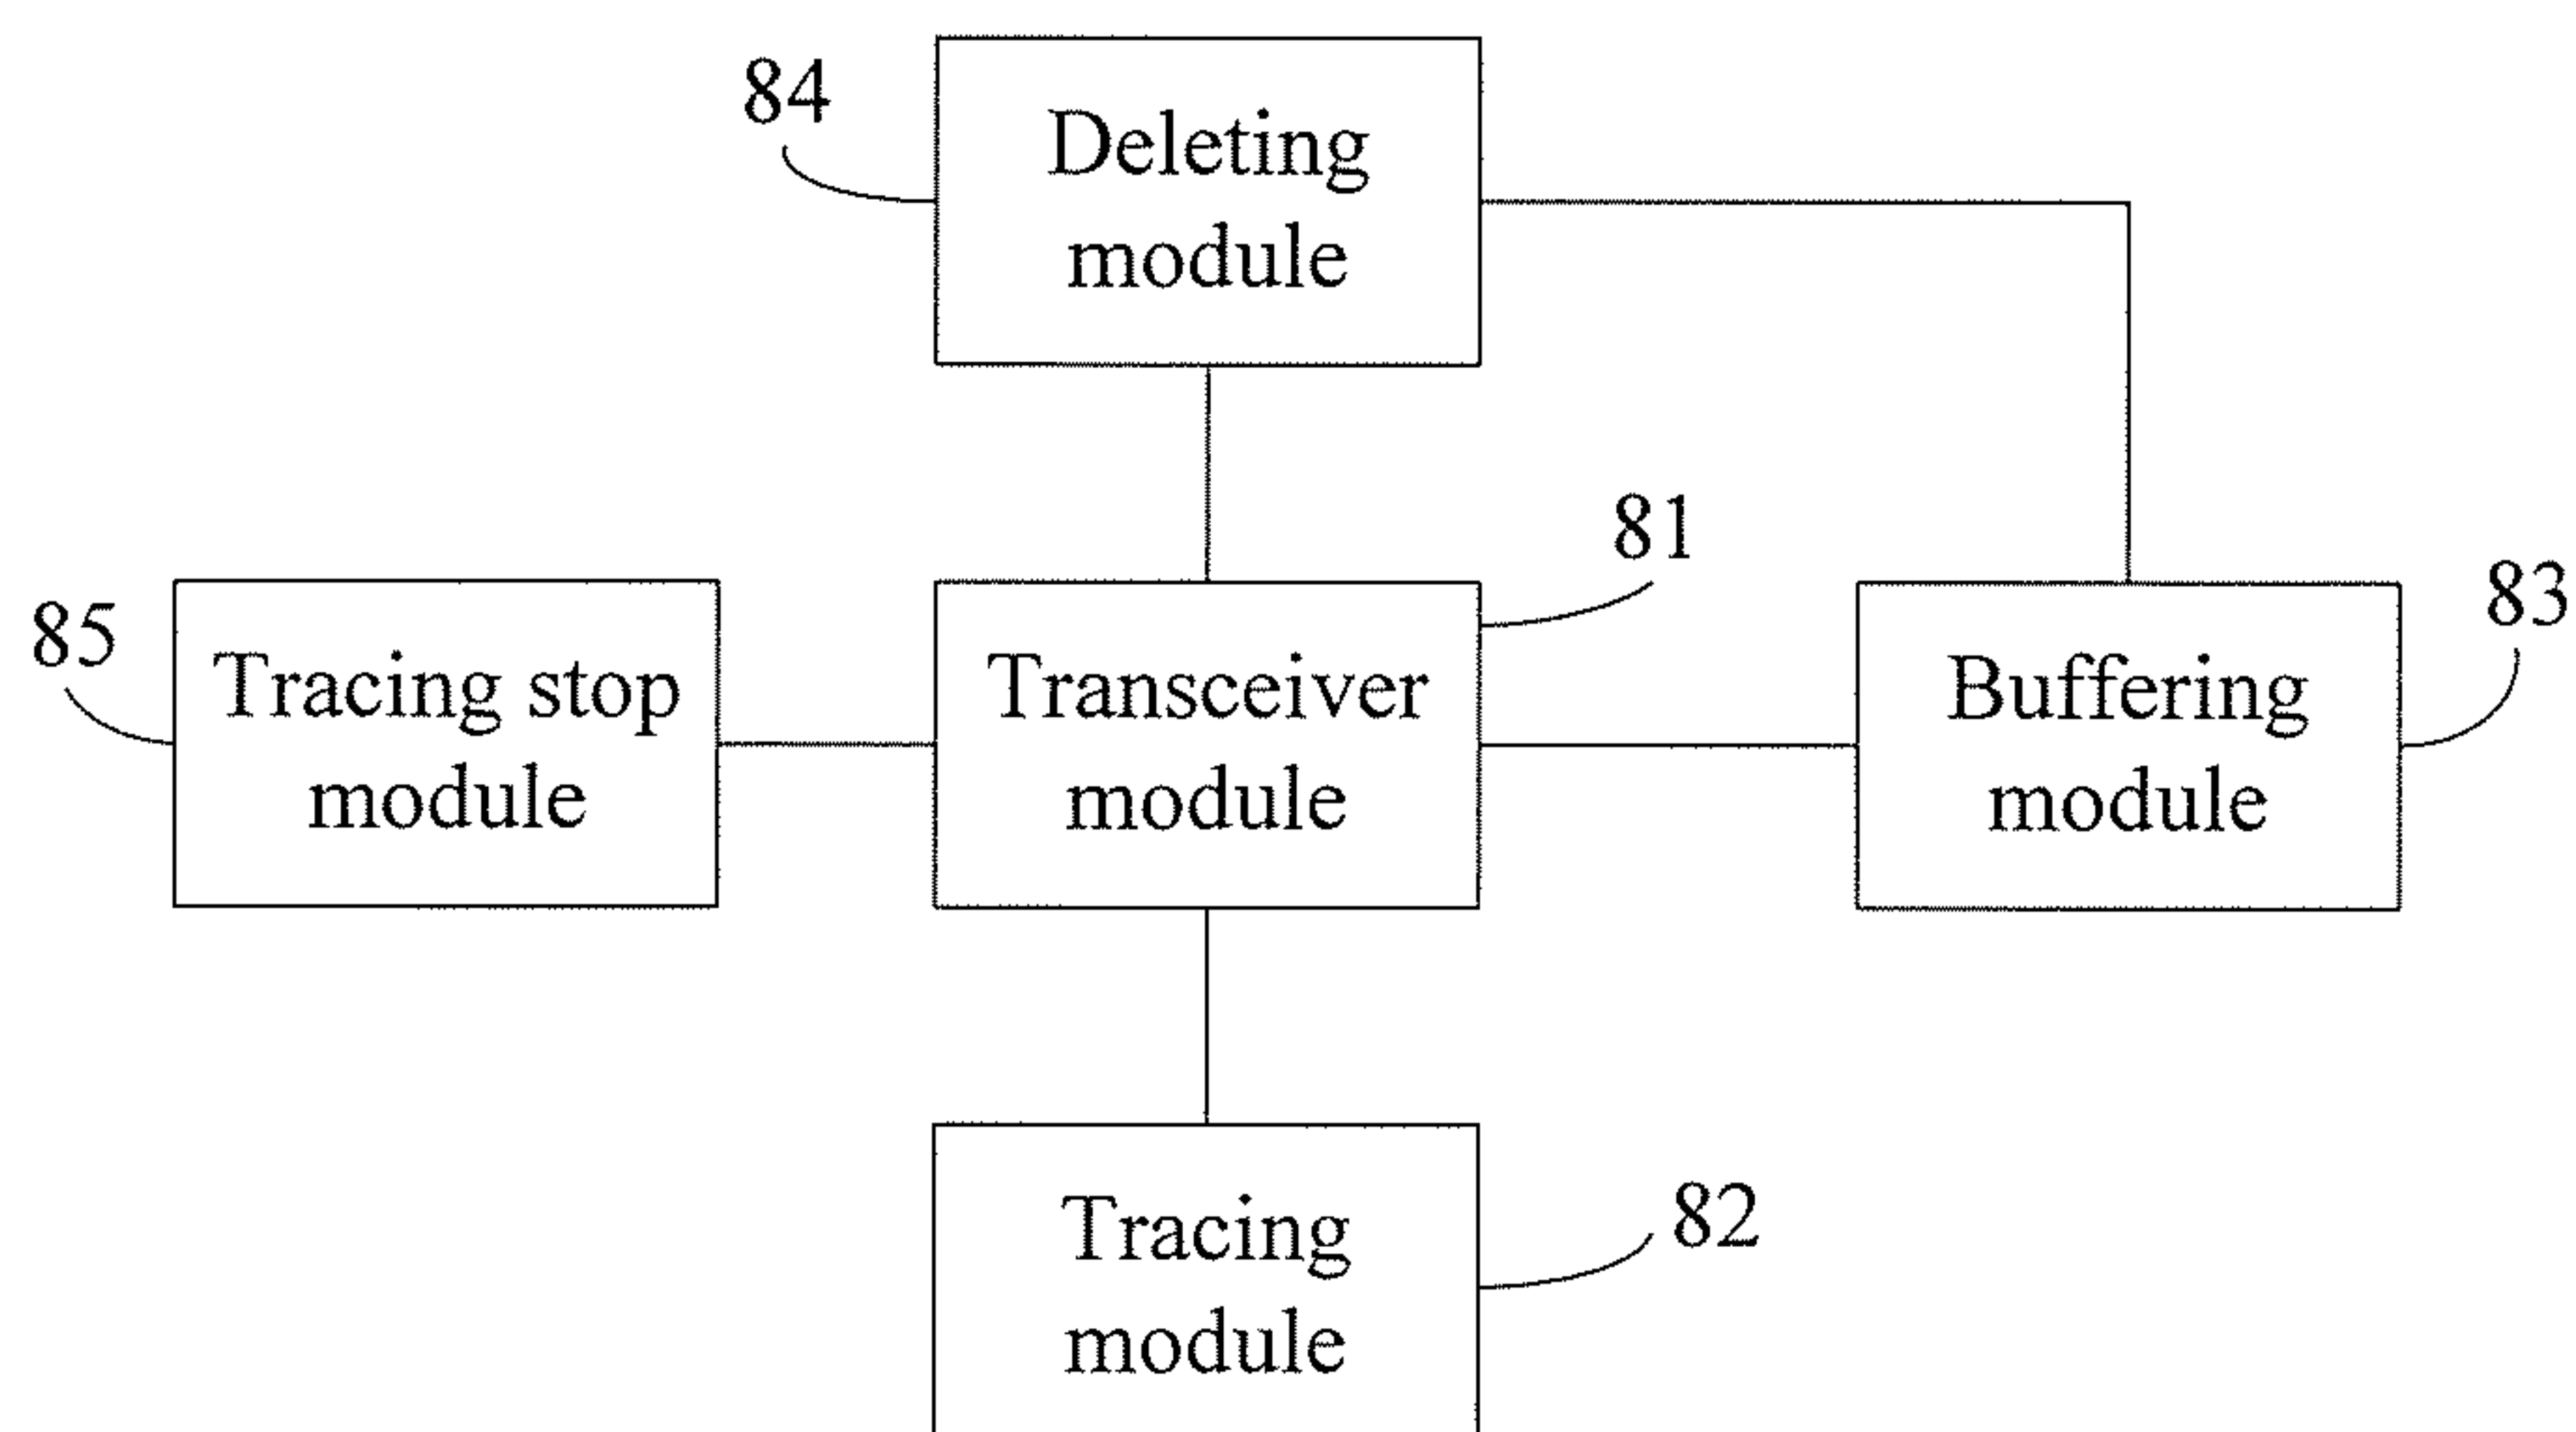 84
Deleting
module
81
83
85
Tracing stop
module
Transceiver
module
Buffering
module
82
Tracing
module